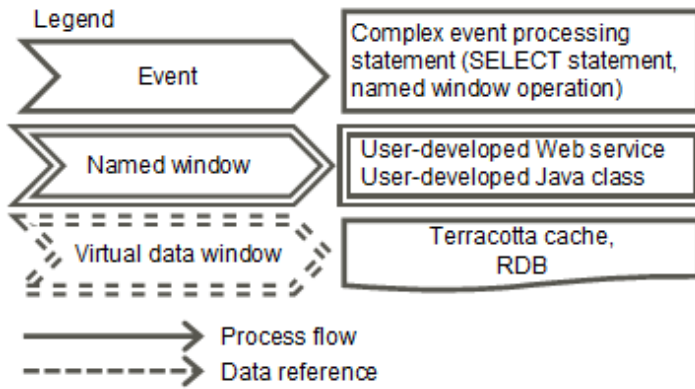 Legend
Event
Complex event processing
statement (SELECT statement,
named window operation)
Named window
User-developed Web service
User-developed Java class
Virtual data window
Terracotta cache,
RDB
Process flow
Data reference